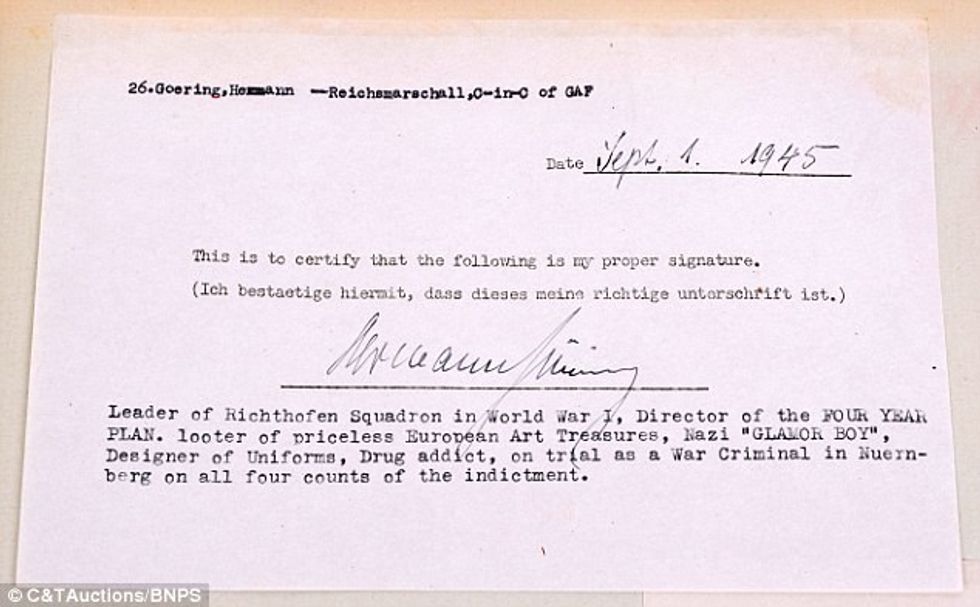 26.Goering,Hermann —Reichsmarschall,C-in-C of GAF
Date Sept. 1. 1945
This is to certify that the following is my proper signature.
(Ich bestaetige hiermit, dass dieses meine richtige unterschrift ist.)
Hermann Göring
Leader of Richthofen Squadron in World War I, Director of the FOUR YEAR
PLAN. looter of priceless European Art Treasures, Nazi "GLAMOR BOY",
Designer of Uniforms, Drug addict, on trial as a War Criminal in Nuern-
berg on all four counts of the indictment.
© C&TAuctions/BNPS